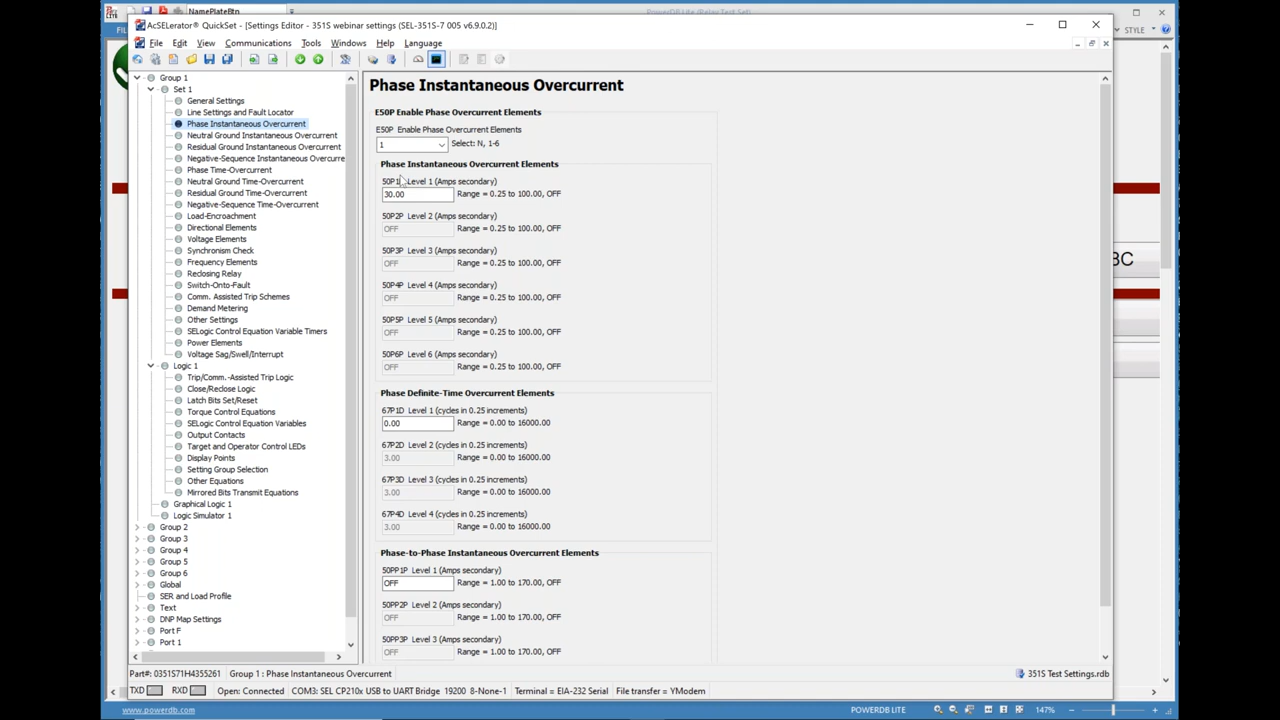 NamePlateBtn
PowerDB Lite (Relay Test Set)
FIL
STYLE
AcSELerator® QuickSet - [Settings Editor - 351S webinar settings (SEL-351S-7 005 v6.9.0.2)]
File Edit View Communications Tools Windows Help Language
Group 1
Set 1
General Settings
Line Settings and Fault Locator
Phase Instantaneous Overcurrent
Neutral Ground Instantaneous Overcurrent
Residual Ground Instantaneous Overcurrent
Negative-Sequence Instantaneous Overcurre
Phase Time-Overcurrent
Neutral Ground Time-Overcurrent
Residual Ground Time-Overcurrent
Negative-Sequence Time-Overcurrent
Load-Encroachment
Directional Elements
Voltage Elements
Synchronism Check
Frequency Elements
Reclosing Relay
Switch-Onto-Fault
Comm. Assisted Trip Schemes
Demand Metering
Other Settings
SELogic Control Equation Variable Timers
Power Elements
Voltage Sag/Swell/Interrupt
Logic 1
Trip/Comm.-Assisted Trip Logic
Close/Reclose Logic
Latch Bits Set/Reset
Torque Control Equations
SELogic Control Equation Variables
Output Contacts
Target and Operator Control LEDs
Display Points
Setting Group Selection
Other Equations
Mirrored Bits Transmit Equations
Graphical Logic 1
Logic Simulator 1
Group 2
Group 3
Group 4
Group 5
Group 6
Global
SER and Load Profile
Text
DNP Map Settings
Port F
Port 1
Phase Instantaneous Overcurrent
E50P Enable Phase Overcurrent Elements
E50P Enable Phase Overcurrent Elements
1 Select: N, 1-6
Phase Instantaneous Overcurrent Elements
50P1P Level 1 (Amps secondary)
30.00 Range = 0.25 to 100.00, OFF
50P2P Level 2 (Amps secondary)
OFF Range = 0.25 to 100.00, OFF
50P3P Level 3 (Amps secondary)
OFF Range = 0.25 to 100.00, OFF
50P4P Level 4 (Amps secondary)
OFF Range = 0.25 to 100.00, OFF
50P5P Level 5 (Amps secondary)
OFF Range = 0.25 to 100.00, OFF
50P6P Level 6 (Amps secondary)
OFF Range = 0.25 to 100.00, OFF
Phase Definite-Time Overcurrent Elements
67P1D Level 1 (cycles in 0.25 increments)
0.00 Range = 0.00 to 16000.00
67P2D Level 2 (cycles in 0.25 increments)
3.00 Range = 0.00 to 16000.00
67P3D Level 3 (cycles in 0.25 increments)
3.00 Range = 0.00 to 16000.00
67P4D Level 4 (cycles in 0.25 increments)
3.00 Range = 0.00 to 16000.00
Phase-to-Phase Instantaneous Overcurrent Elements
50PP1P Level 1 (Amps secondary)
OFF Range = 1.00 to 170.00, OFF
50PP2P Level 2 (Amps secondary)
OFF Range = 1.00 to 170.00, OFF
50PP3P Level 3 (Amps secondary)
OFF Range = 1.00 to 170.00, OFF
BC
Part#: 0351S71H4355261 Group 1 : Phase Instantaneous Overcurrent 351S Test Settings.rdb
TXD RXD Open: Connected COM3: SEL CP210x USB to UART Bridge 19200 8-None-1 Terminal = EIA-232 Serial File transfer = YModem
www.powerdb.com POWERDB LITE 147%